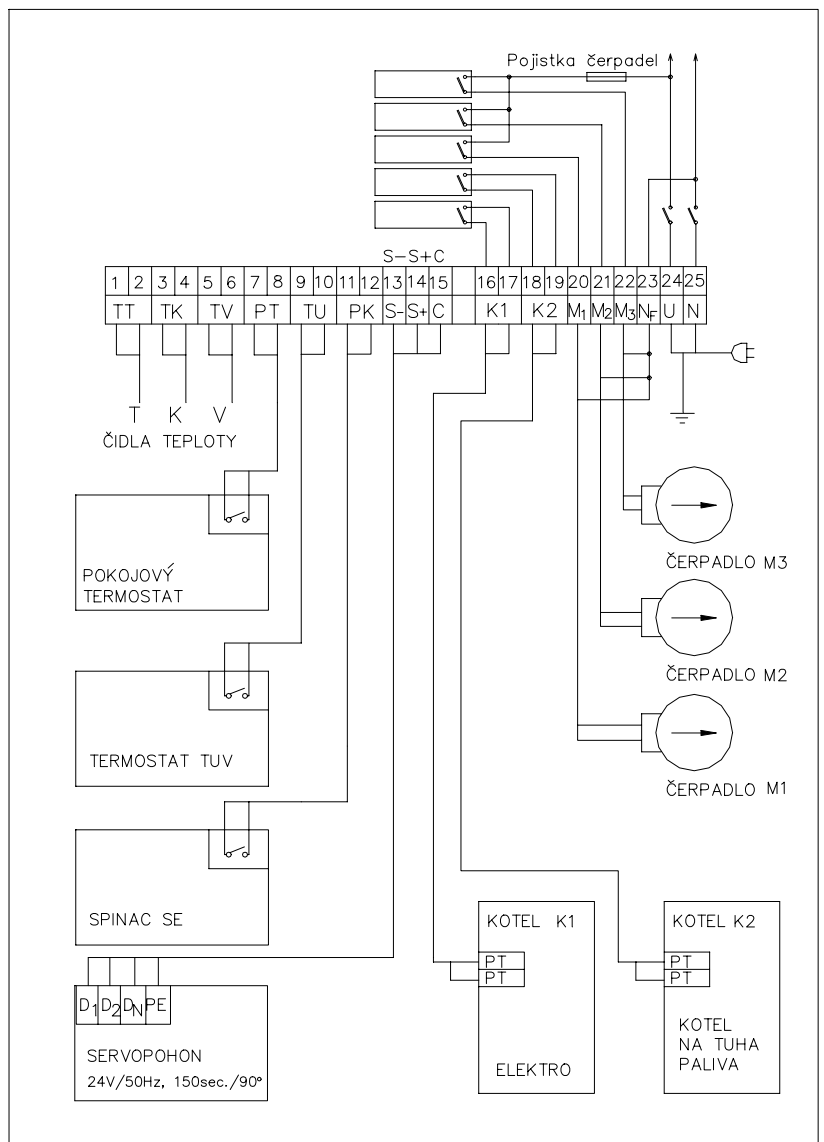 Pojistka čerpadel
S-S+C
1 2 3 4 5 6 7 8 9 10 11 12 13 14 15 16 17 18 19 20 21 22 23 24 25
TT TK TV PT TU PK S- S+ C K1 K2 M1 M2 M3 NF U N
T K V
ČIDLA TEPLOTY
POKOJOVÝ
TERMOSTAT
TERMOSTAT TUV
SPINAC SE
D1 D2 DN PE
SERVOPOHON
24V/50Hz, 150sec./90°
ČERPADLO M3
ČERPADLO M2
ČERPADLO M1
KOTEL K1
PT
PT
ELEKTRO
KOTEL K2
PT
PT
KOTEL
NA TUHA
PALIVA